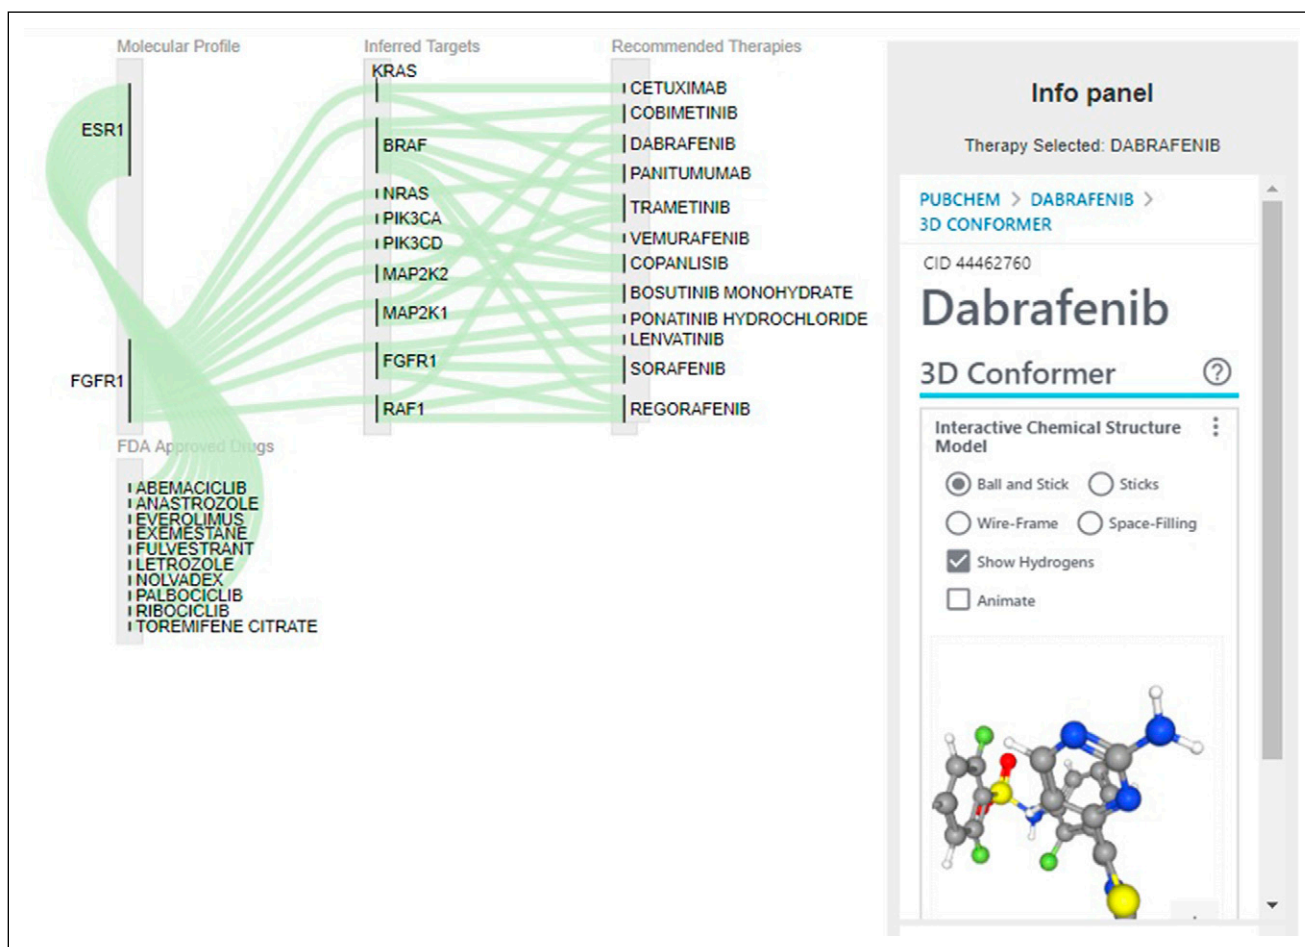 Molecular Profile
Inferred Targets
Recommended Therapies
ESR1
FGFR1
KRAS
BRAF
NRAS
PIK3CA
PIK3CD
MAP2K2
MAP2K1
FGFR1
RAF1
CETUXIMAB
COBIMETINIB
DABRAFENIB
PANITUMUMAB
TRAMETINIB
VEMURAFENIB
COPANLISIB
BOSUTINIB MONOHYDRATE
PONATINIB HYDROCHLORIDE
LENVATINIB
SORAFENIB
REGORAFENIB
FDA Approved Drugs
ABEMACICLIB
ANASTROZOLE
EVEROLIMUS
EXEMESTANE
FULVESTRANT
LETROZOLE
NOLVADEX
PALBOCICLIB
RIBOCICLIB
TOREMIFENE CITRATE
Info panel
Therapy Selected: DABRAFENIB
PUBCHEM > DABRAFENIB >
3D CONFORMER
CID 44462760
Dabrafenib
3D Conformer ?
Interactive Chemical Structure
Model
Ball and Stick Sticks
Wire-Frame Space-Filling
Show Hydrogens
Animate